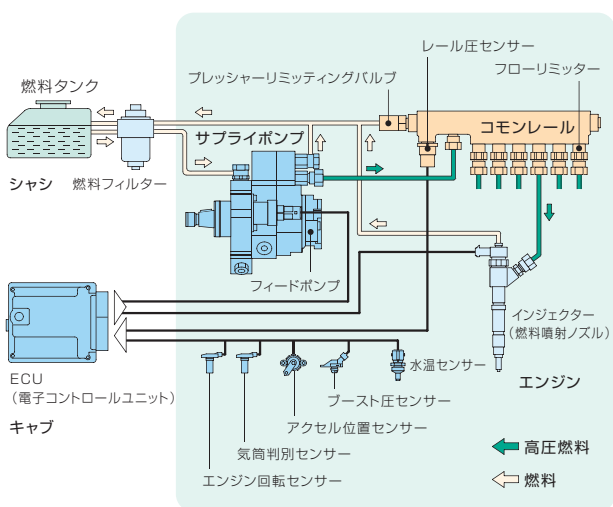 レール圧センサー
プレッシャーリミッティングバルブ
フローリミッター
燃料タンク
コモンレール
サプライポンプ
シャシ
燃料フィルター
フィードポンプ
インジェクター
（燃料噴射ノズル）
エンジン
水温センサー
ECU
（電子コントロールユニット）
キャブ
ブースト圧センサー
アクセル位置センサー
気筒判別センサー
エンジン回転センサー
高圧燃料
燃料